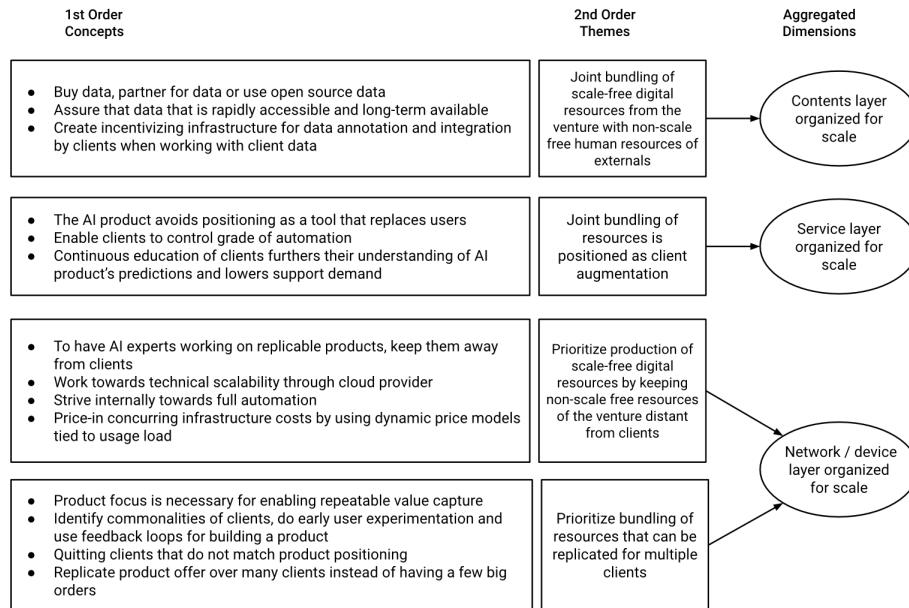 1st Order
Concepts
2nd Order
Themes
Aggregated
Dimensions
● Buy data, partner for data or use open source data
● Assure that data that is rapidly accessible and long-term available
● Create incentivizing infrastructure for data annotation and integration
by clients when working with client data
Joint bundling of
scale-free digital
resources from the
venture with non-scale
free human resources of
externals
Contents layer
organized for
scale
● The AI product avoids positioning as a tool that replaces users
● Enable clients to control grade of automation
● Continuous education of clients furthers their understanding of AI
product's predictions and lowers support demand
Joint bundling of
resources is
positioned as client
augmentation
Service layer
organized for
scale
● To have AI experts working on replicable products, keep them away
from clients
● Work towards technical scalability through cloud provider
● Strive internally towards full automation
● Price-in concurring infrastructure costs by using dynamic price models
tied to usage load
Prioritize production of
scale-free digital
resources by keeping
non-scale free resources
of the venture distant
from clients
Network / device
layer organized
for scale
● Product focus is necessary for enabling repeatable value capture
● Identify commonalities of clients, do early user experimentation and
use feedback loops for building a product
● Quitting clients that do not match product positioning
● Replicate product offer over many clients instead of having a few big
orders
Prioritize bundling of
resources that can be
replicated for multiple
clients